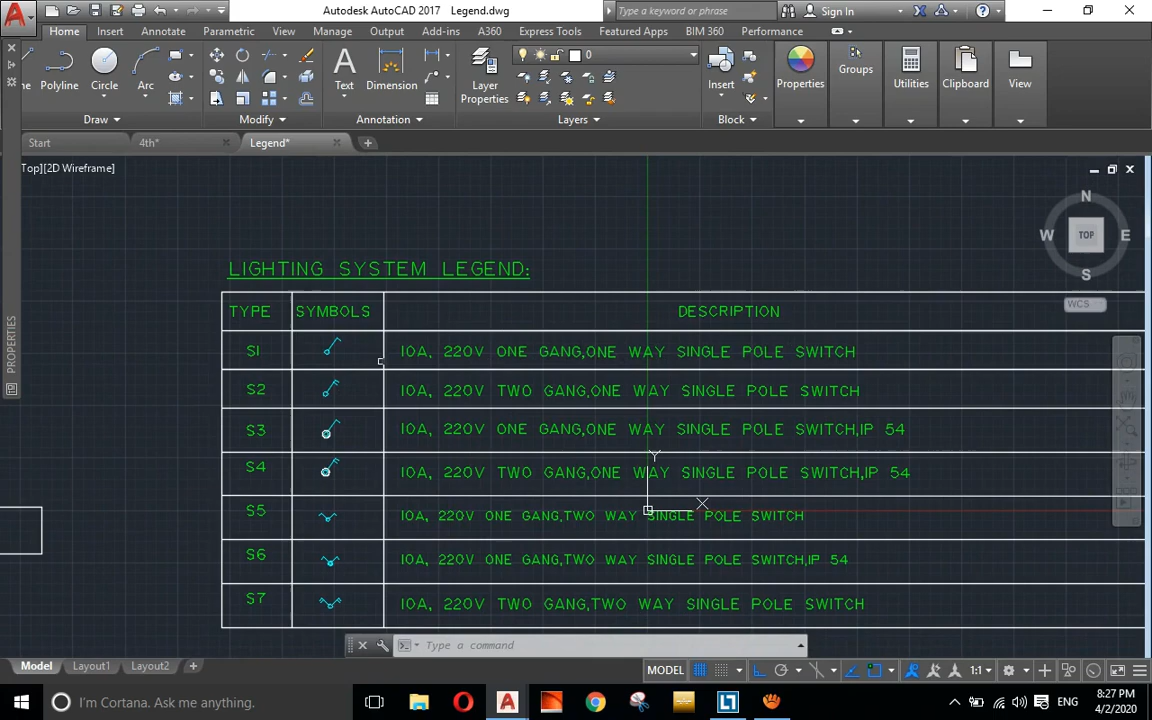 Autodesk AutoCAD 2017 Legend.dwg
Type a keyword or phrase
Sign In
Home Insert Annotate Parametric View Manage Output Add-ins A360 Express Tools Featured Apps BIM 360 Performance
Polyline Circle Arc Text Dimension Layer Properties 0 Insert Properties Groups Utilities Clipboard View
Draw Modify Annotation Layers Block
Start 4th* Legend*
Top][2D Wireframe]
N
W TOP E
S
WCS
PROPERTIES
LIGHTING SYSTEM LEGEND:
TYPE SYMBOLS DESCRIPTION
S1 10A, 220V ONE GANG,ONE WAY SINGLE POLE SWITCH
S2 10A, 220V TWO GANG,ONE WAY SINGLE POLE SWITCH
S3 10A, 220V ONE GANG,ONE WAY SINGLE POLE SWITCH,IP 54
S4 10A, 220V TWO GANG,ONE WAY SINGLE POLE SWITCH,IP 54
Y
X
S5 10A, 220V ONE GANG,TWO WAY SINGLE POLE SWITCH
S6 10A, 220V ONE GANG,TWO WAY SINGLE POLE SWITCH,IP 54
S7 10A, 220V TWO GANG,TWO WAY SINGLE POLE SWITCH
Type a command
Model Layout1 Layout2
MODEL 1:1
I'm Cortana. Ask me anything.
ENG
8:27 PM
4/2/2020